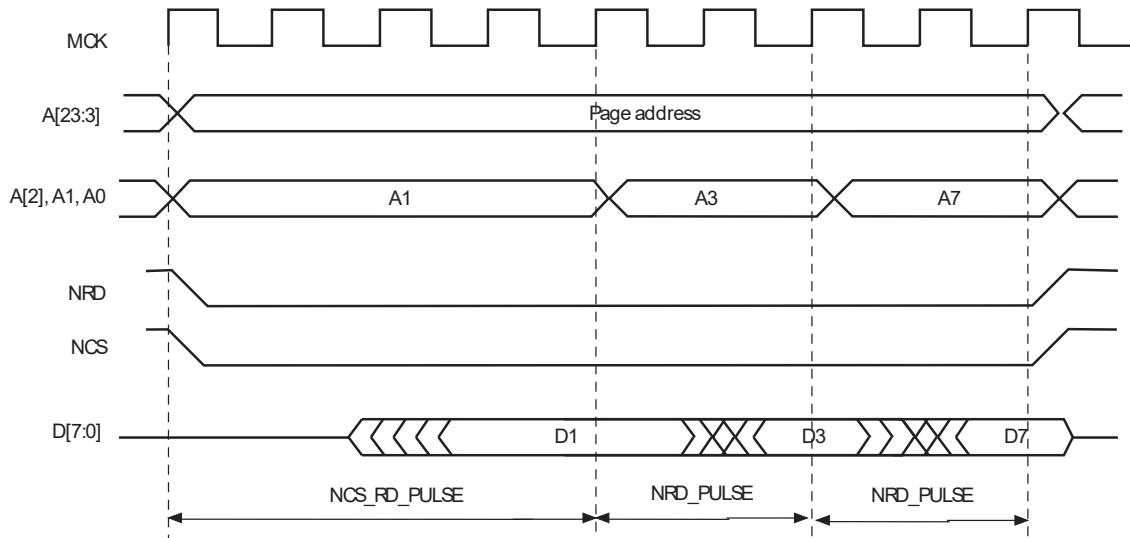 MCK
A[23:3]
Page address
A[2], A1, A0
A1
A3
A7
NRD
NCS
D[7:0]
D1
D3
D7
NCS_RD_PULSE
NRD_PULSE
NRD_PULSE